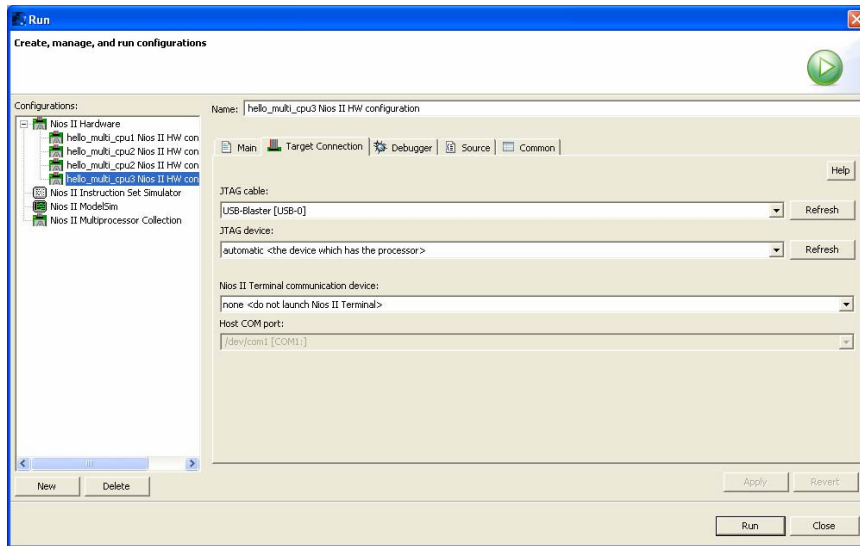 Run
Create, manage, and run configurations
Configurations:
Nios II Hardware
hello_multi_cpu1 Nios II HW con
hello_multi_cpu2 Nios II HW con
hello_multi_cpu2 Nios II HW con
hello_multi_cpu3 Nios II HW con
Nios II Instruction Set Simulator
Nios II ModelSim
Nios II Multiprocessor Collection
New Delete
Name: hello_multi_cpu3 Nios II HW configuration
Main Target Connection Debugger Source Common
Help
JTAG cable:
USB-Blaster [USB-0] Refresh
JTAG device:
automatic <the device which has the processor> Refresh
Nios II Terminal communication device:
none <do not launch Nios II Terminal>
Host COM port:
/dev/com1 [COM1:]
Apply Revert
Run Close